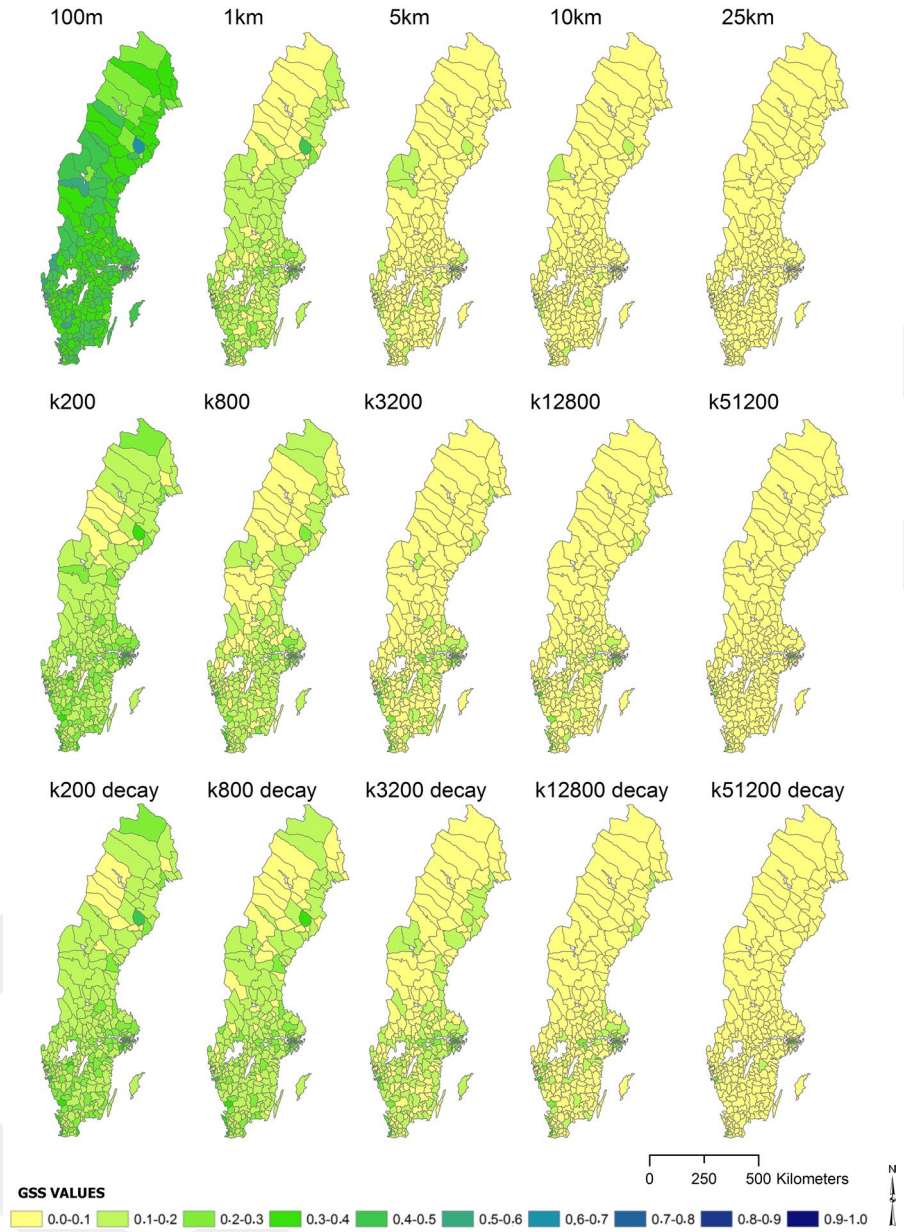 100m 1km 5km 10km 25km
k200 k800 k3200 k12800 k51200
k200 decay k800 decay k3200 decay k12800 decay k51200 decay
0 250 500 Kilometers
N
GSS VALUES
0.0-0.1 0.1-0.2 0.2-0.3 0.3-0.4 0.4-0.5 0.5-0.6 0,6-0.7 0.7-0.8 0.8-0.9 0.9-1.0